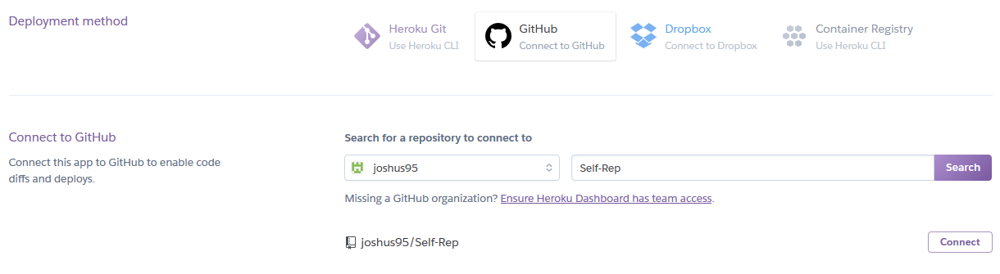 Deployment method
Heroku Git
Use Heroku CLI
GitHub
Connect to GitHub
Dropbox
Connect to Dropbox
Container Registry
Use Heroku CLI
Connect to GitHub
Connect this app to GitHub to enable code
diffs and deploys.
Search for a repository to connect to
joshus95
Self-Rep
Search
Missing a GitHub organization? Ensure Heroku Dashboard has team access.
joshus95/Self-Rep
Connect